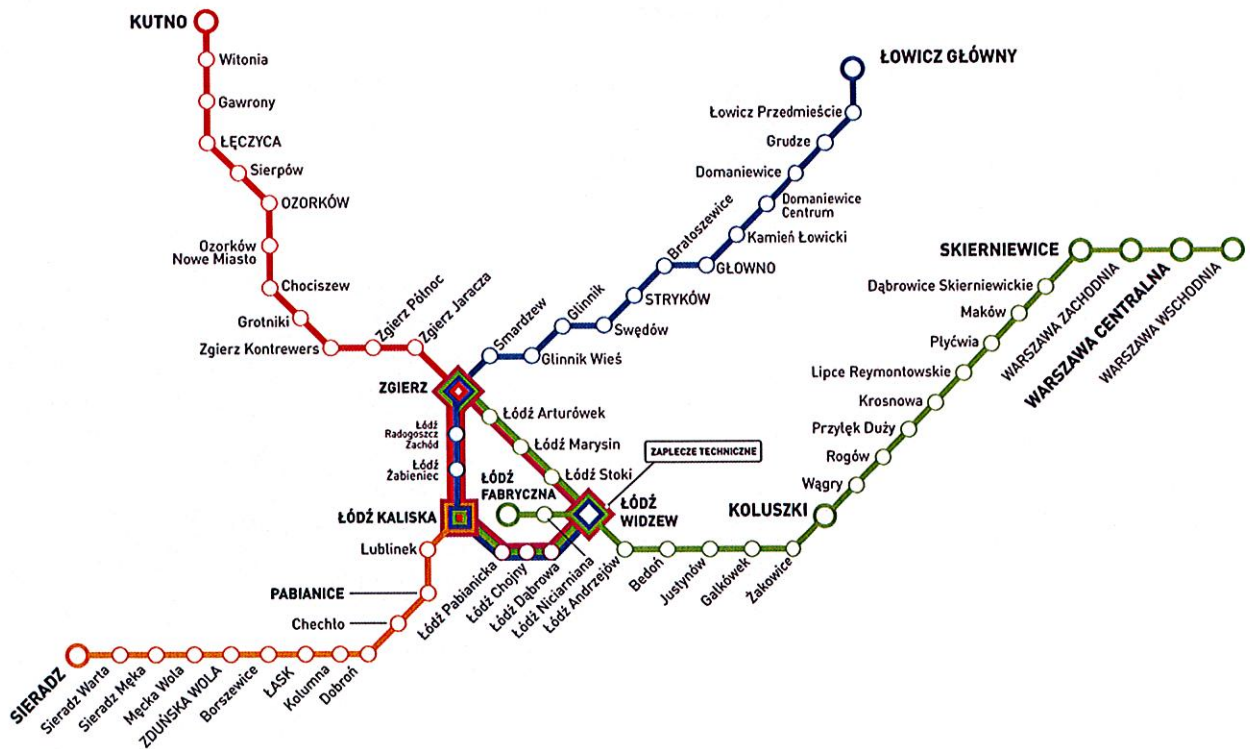 KUTNO
Witonia
Gawrony
ŁĘCZYCA
Sierpów
OZORKÓW
Ozorków
Nowe Miasto
Chociszew
Grotniki
Zgierz Kontrewers
Zgierz Północ
Zgierz Jaracza
ZGIERZ
ŁOWICZ GŁÓWNY
Łowicz Przedmieście
Grudze
Domaniewice
Domaniewice
Centrum
Kamień Łowicki
GŁOWNO
Bratoszewice
STRYKÓW
Swędów
Glinnik
Glinnik Wieś
Smardzew
Łódź
Radogoszcz
Zachód
Łódź
Żabieniec
ŁÓDŹ KALISKA
Łódź Arturówek
Łódź Marysin
Łódź Stoki
ZAPLECZE TECHNICZNE
ŁÓDŹ
FABRYCZNA
ŁÓDŹ
WIDZEW
Lublinek
PABIANICE
Chechło
Dobroń
Kolumna
ŁASK
Borszewice
ZDUŃSKA WOLA
Męcka Wola
Sieradz Męka
Sieradz Warta
SIERADZ
Łódź Pabianicka
Łódź Chojny
Łódź Dąbrowa
Łódź Niciarniana
Łódź Andrzejów
Bedoń
Justynów
Gałkówek
Żakowice
KOLUSZKI
Wągry
Rogów
Przyłęk Duży
Krosnowa
Lipce Reymontowskie
Płyćwia
Maków
Dąbrowice Skierniewickie
SKIERNIEWICE
WARSZAWA ZACHODNIA
WARSZAWA CENTRALNA
WARSZAWA WSCHODNIA